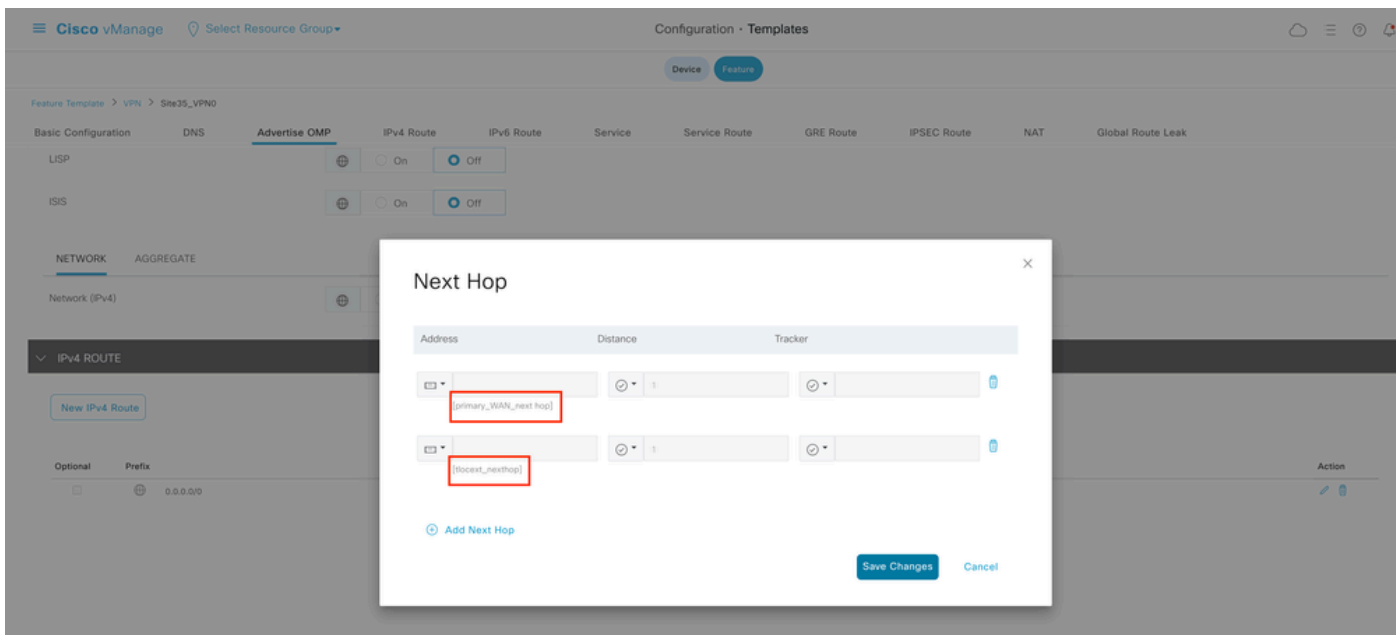 Cisco vManage Select Resource Group Configuration · Templates
Device Feature
Feature Template > VPN > Site35_VPN0
Basic Configuration DNS Advertise OMP IPv4 Route IPv6 Route Service Service Route GRE Route IPSEC Route NAT Global Route Leak
LISP On Off
ISIS On Off
NETWORK AGGREGATE
Network (IPv4)
IPv4 ROUTE
New IPv4 Route
Optional Prefix Action
0.0.0.0/0
Next Hop
Address Distance Tracker
1
[primary_WAN_next hop]
1
[tlocext_nexthop]
Add Next Hop
Save Changes Cancel